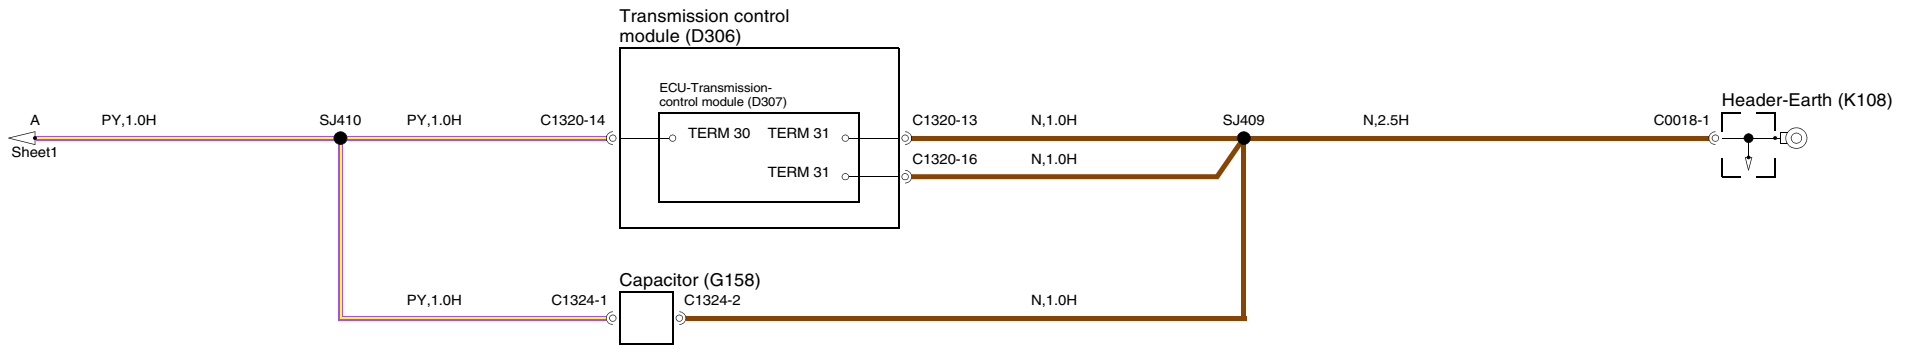 Transmission control
module (D306)
ECU-Transmission-
control module (D307)
Header-Earth (K108)
A
PY,1.0H
SJ410
PY,1.0H
C1320-14
TERM 30
TERM 31
C1320-13
N,1.0H
SJ409
N,2.5H
C0018-1
Sheet1
TERM 31
C1320-16
N,1.0H
Capacitor (G158)
PY,1.0H
C1324-1
C1324-2
N,1.0H